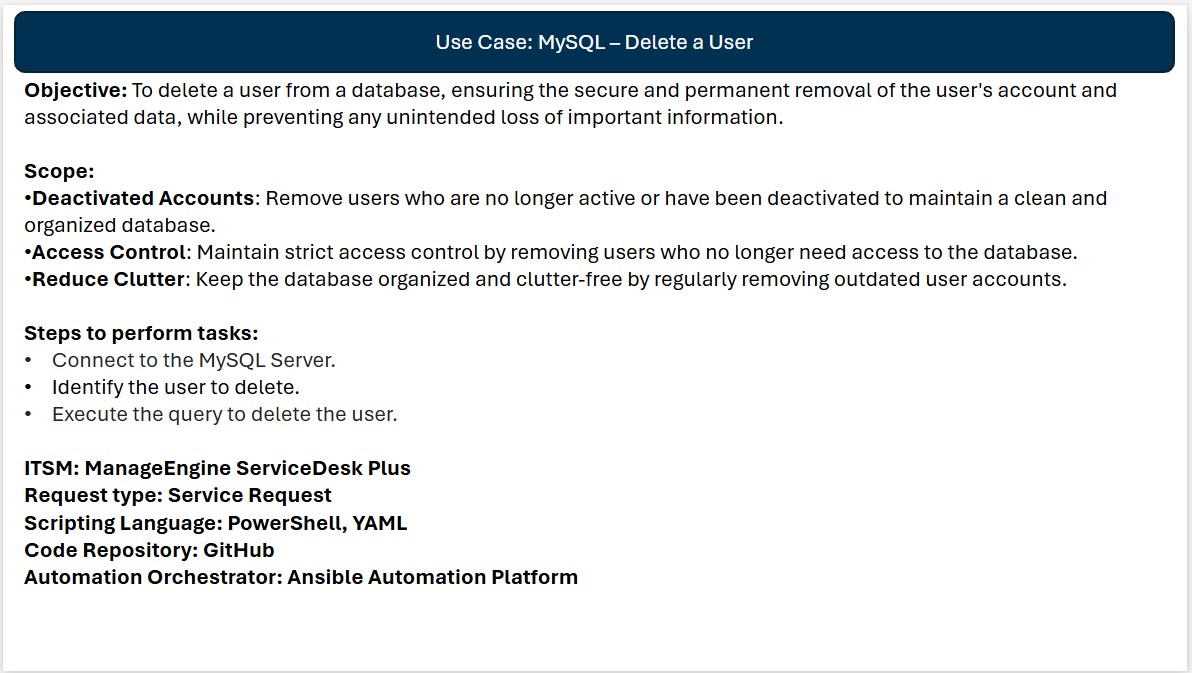 Use Case: MySQL – Delete a User
Objective: To delete a user from a database, ensuring the secure and permanent removal of the user's account and
associated data, while preventing any unintended loss of important information.
Scope:
•Deactivated Accounts: Remove users who are no longer active or have been deactivated to maintain a clean and
organized database.
•Access Control: Maintain strict access control by removing users who no longer need access to the database.
•Reduce Clutter: Keep the database organized and clutter-free by regularly removing outdated user accounts.
Steps to perform tasks:
• Connect to the MySQL Server.
• Identify the user to delete.
• Execute the query to delete the user.
ITSM: ManageEngine ServiceDesk Plus
Request type: Service Request
Scripting Language: PowerShell, YAML
Code Repository: GitHub
Automation Orchestrator: Ansible Automation Platform